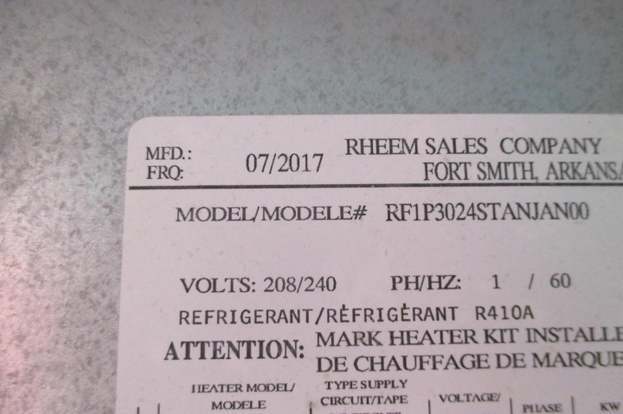 MFD.: 07/2017 RHEEM SALES COMPANY
FRQ: FORT SMITH, ARKANSA
MODEL/MODELE# RF1P3024STANJAN00
VOLTS: 208/240 PH/HZ: 1 / 60
REFRIGERANT/RÉFRIGÉRANT R410A
ATTENTION: MARK HEATER KIT INSTALLE
DE CHAUFFAGE DE MARQUE
HEATER MODEL/ TYPE SUPPLY
MODELE CIRCUIT/TAPE VOLTAGE/ PHASE KW